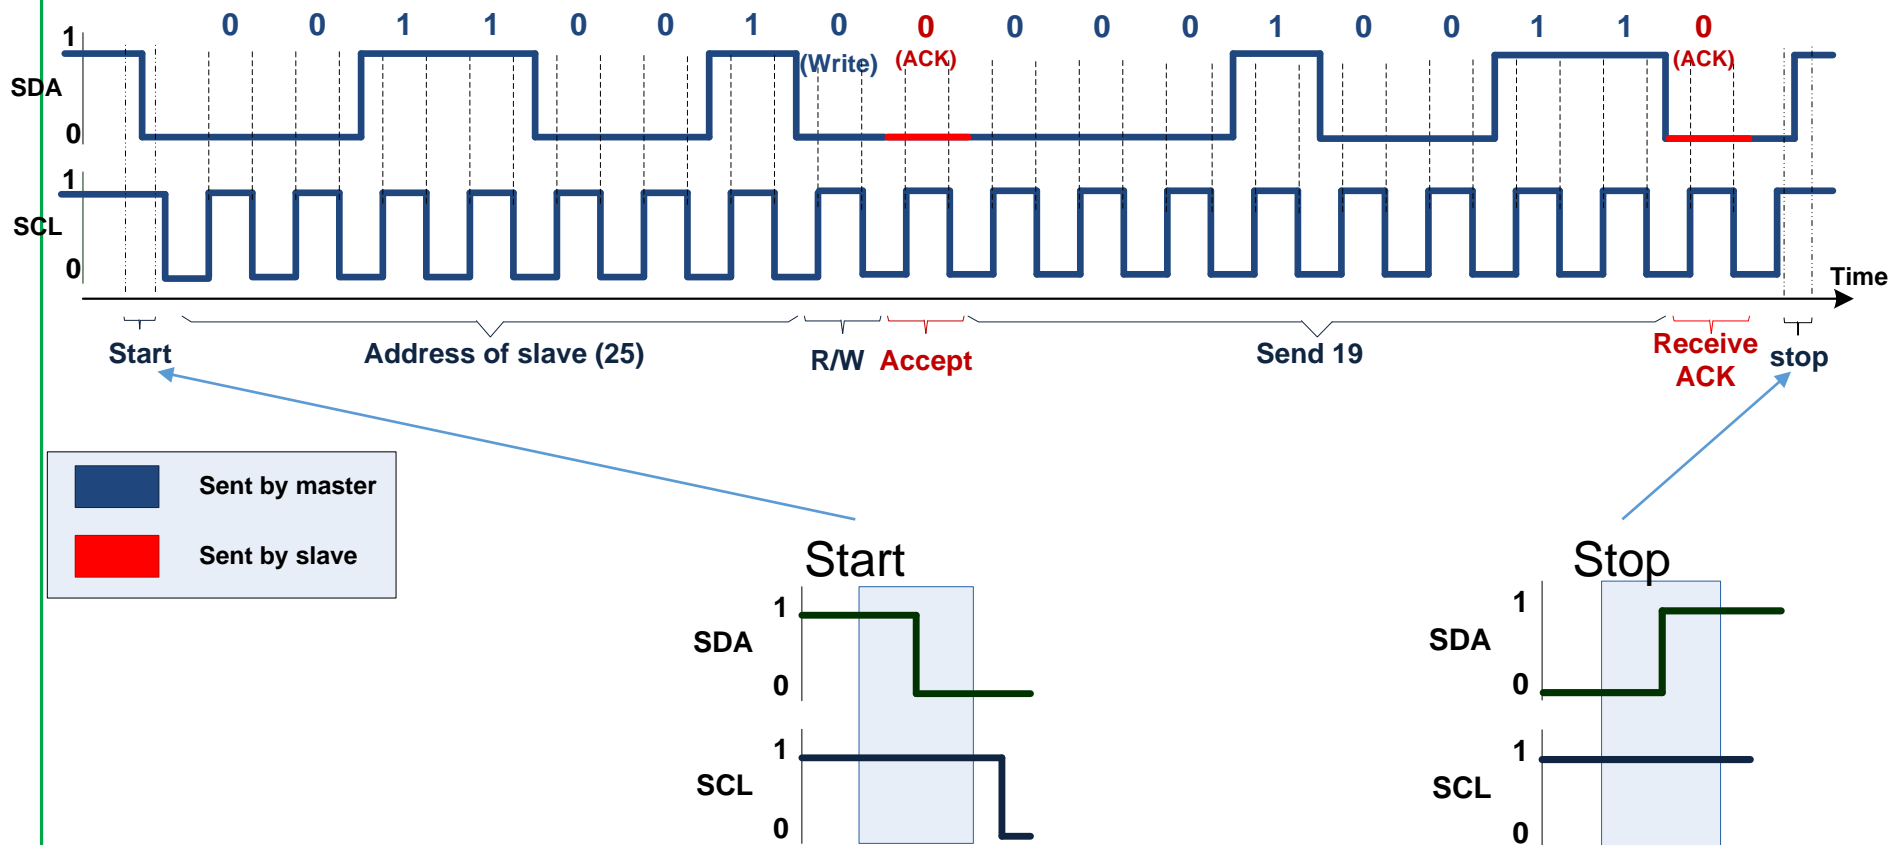 0 0 1 1 0 0 1 0 0 0 0 0 1 0 0 1 1 0
1
(Write) (ACK) (ACK)
SDA
0
1
SCL
0
Time
Start Address of slave (25) R/W Accept Send 19 Receive ACK stop
Sent by master
Sent by slave
Start
1
SDA
0
1
SCL
0
Stop
1
SDA
0
1
SCL
0